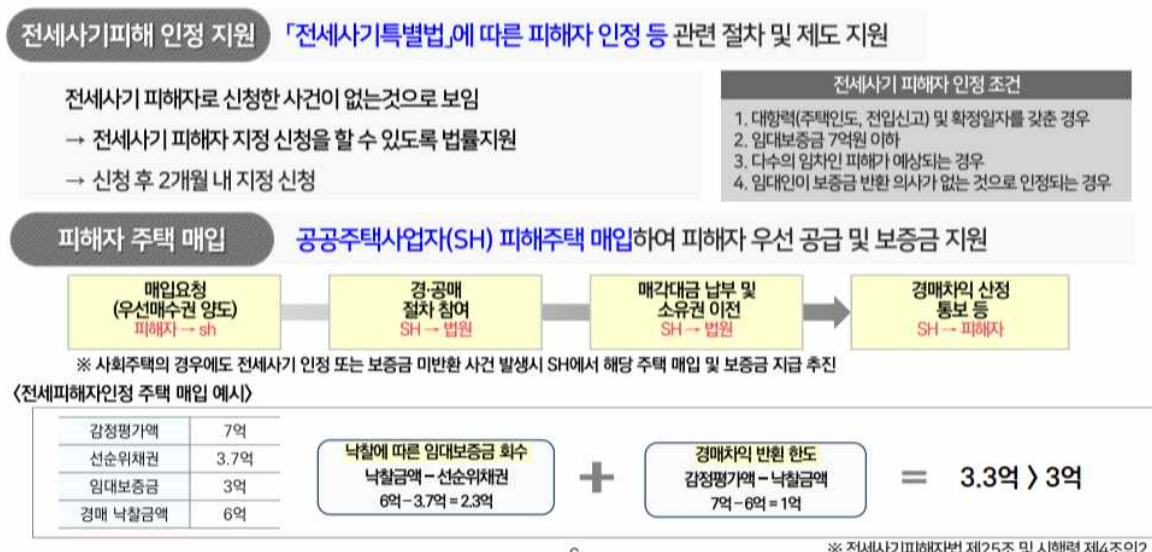 전세사기피해 인정 지원
「전세사기특별법」에 따른 피해자 인정 등 관련 절차 및 제도 지원
전세사기 피해자로 신청한 사건이 없는것으로 보임
→ 전세사기 피해자 지정 신청을 할 수 있도록 법률지원
→ 신청 후 2개월 내 지정 신청
전세사기 피해자 인정 조건
1. 대항력(주택인도, 전입신고) 및 확정일자를 갖춘 경우
2. 임대보증금 7억원 이하
3. 다수의 임차인 피해가 예상되는 경우
4. 임대인이 보증금 반환 의사가 없는 것으로 인정되는 경우
피해자 주택 매입
공공주택사업자(SH) 피해주택 매입하여 피해자 우선 공급 및 보증금 지원
매입요청
(우선매수권 양도)
피해자 → sh
경·공매
절차 참여
SH → 법원
매각대금 납부 및
소유권 이전
SH → 법원
경매차익 산정
통보 등
SH → 피해자
※ 사회주택의 경우에도 전세사기 인정 또는 보증금 미반환 사건 발생시 SH에서 해당 주택 매입 및 보증금 지급 추진
〈전세피해자인정 주택 매입 예시〉
감정평가액 7억
선순위채권 3.7억
임대보증금 3억
경매 낙찰금액 6억
낙찰에 따른 임대보증금 회수
낙찰금액 – 선순위채권
6억 – 3.7억 = 2.3억
+
경매차익 반환 한도
감정평가액 – 낙찰금액
7억 – 6억 = 1억
=
3.3억 〉 3억
※ 전세사기피해자법 제25조 및 시행령 제4조의2